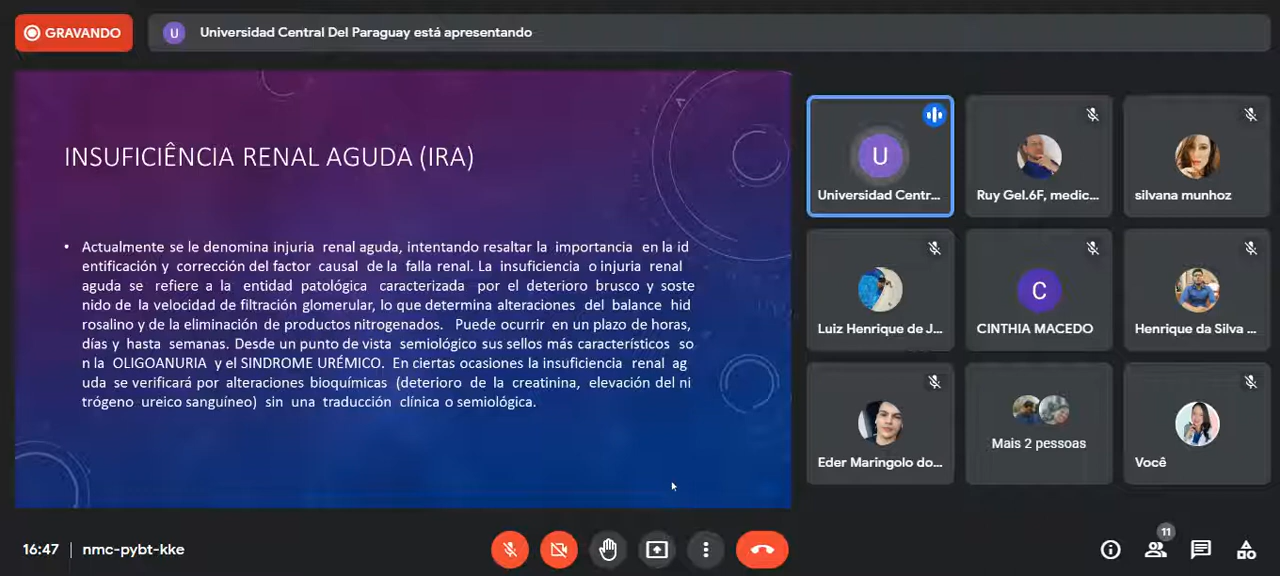 GRAVANDO
U
Universidad Central Del Paraguay está apresentando
INSUFICIÊNCIA RENAL AGUDA (IRA)
• Actualmente se le denomina injuria renal aguda, intentando resaltar la importancia en la id
entificación y corrección del factor causal de la falla renal. La insuficiencia o injuria renal
aguda se refiere a la entidad patológica caracterizada por el deterioro brusco y soste
nido de la velocidad de filtración glomerular, lo que determina alteraciones del balance hid
rosalino y de la eliminación de productos nitrogenados. Puede ocurrir en un plazo de horas,
días y hasta semanas. Desde un punto de vista semiológico sus sellos más característicos so
n la OLIGOANURIA y el SINDROME URÉMICO. En ciertas ocasiones la insuficiencia renal ag
uda se verificará por alteraciones bioquímicas (deterioro de la creatinina, elevación del ni
trógeno ureico sanguíneo) sin una traducción clínica o semiológica.
U
Universidad Centr...
Ruy Gel.6F, medic...
silvana munhoz
Luiz Henrique de J...
C
CINTHIA MACEDO
Henrique da Silva ...
Eder Maringolo do...
Mais 2 pessoas
Você
16:47 | nmc-pybt-kke
11